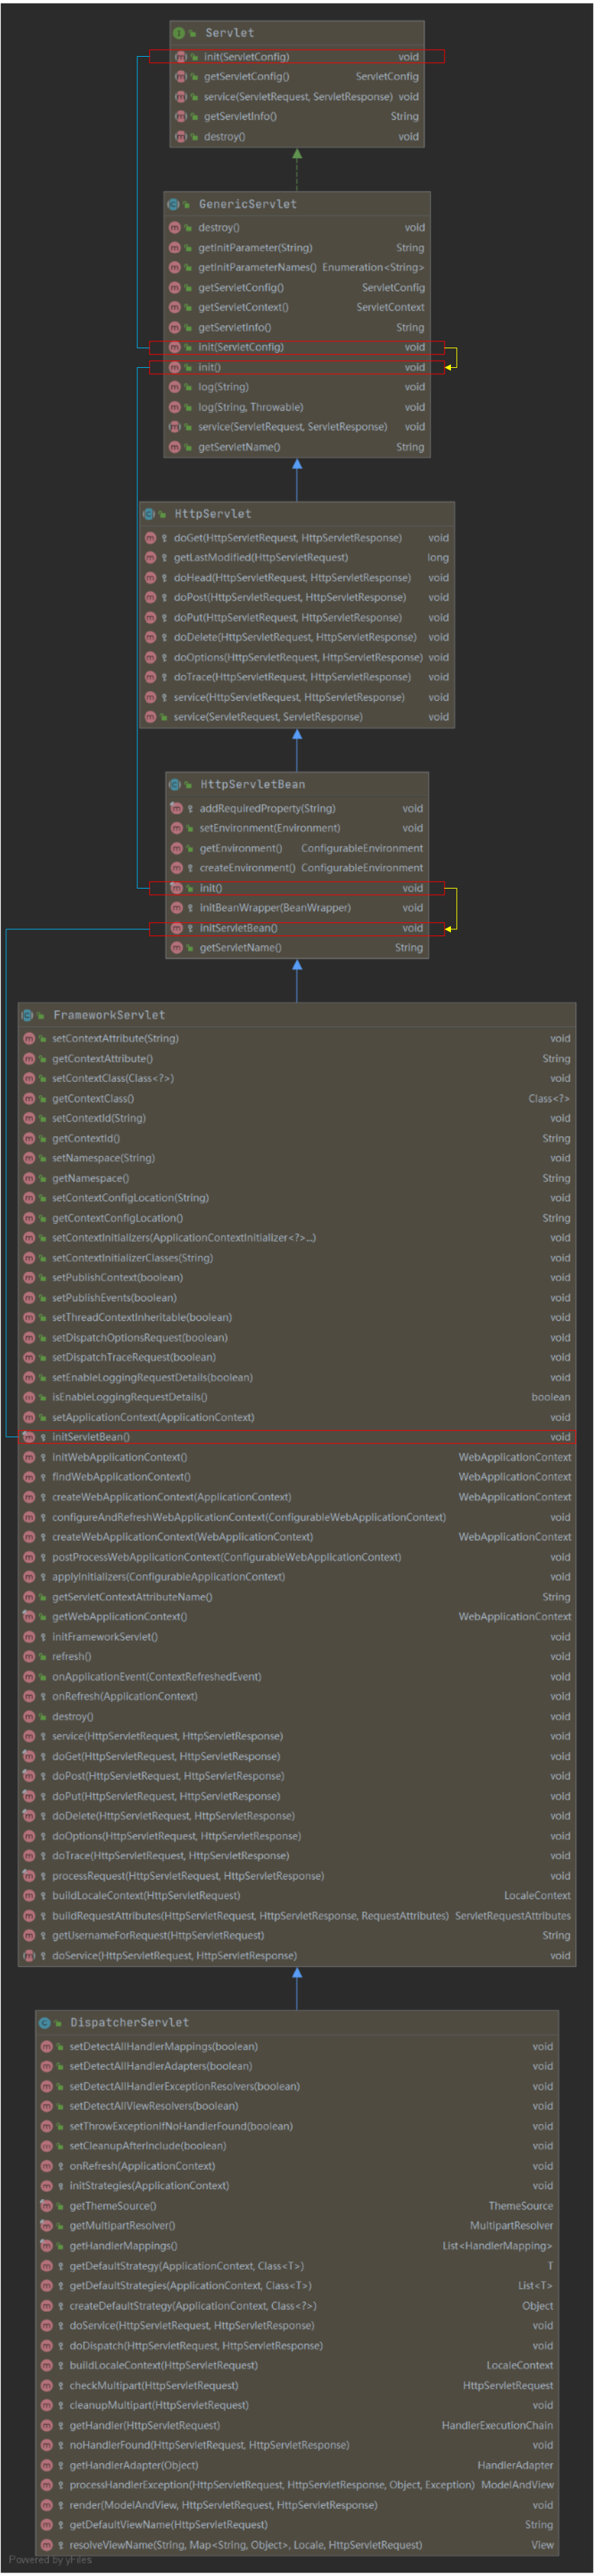 Servlet
init(ServletConfig) void
getServletConfig() ServletConfig
service(ServletRequest, ServletResponse) void
getServletInfo() String
destroy() void
GenericServlet
destroy() void
getInitParameter(String) String
getInitParameterNames() Enumeration<String>
getServletConfig() ServletConfig
getServletContext() ServletContext
getServletInfo() String
init(ServletConfig) void
init() void
log(String) void
log(String, Throwable) void
service(ServletRequest, ServletResponse) void
getServletName() String
HttpServlet
doGet(HttpServletRequest, HttpServletResponse) void
getLastModified(HttpServletRequest) long
doHead(HttpServletRequest, HttpServletResponse) void
doPost(HttpServletRequest, HttpServletResponse) void
doPut(HttpServletRequest, HttpServletResponse) void
doDelete(HttpServletRequest, HttpServletResponse) void
doOptions(HttpServletRequest, HttpServletResponse) void
doTrace(HttpServletRequest, HttpServletResponse) void
service(HttpServletRequest, HttpServletResponse) void
service(ServletRequest, ServletResponse) void
HttpServletBean
addRequiredProperty(String) void
setEnvironment(Environment) void
getEnvironment() ConfigurableEnvironment
createEnvironment() ConfigurableEnvironment
init() void
initBeanWrapper(BeanWrapper) void
initServletBean() void
getServletName() String
FrameworkServlet
setContextAttribute(String) void
getContextAttribute() String
setContextClass(Class<?>) void
getContextClass() Class<?>
setContextId(String) void
getContextId() String
setNamespace(String) void
getNamespace() String
setContextConfigLocation(String) void
getContextConfigLocation() String
setContextInitializers(ApplicationContextInitializer<?>...) void
setContextInitializerClasses(String) void
setPublishContext(boolean) void
setPublishEvents(boolean) void
setThreadContextInheritable(boolean) void
setDispatchOptionsRequest(boolean) void
setDispatchTraceRequest(boolean) void
setEnableLoggingRequestDetails(boolean) void
isEnableLoggingRequestDetails() boolean
setApplicationContext(ApplicationContext) void
initServletBean() void
initWebApplicationContext() WebApplicationContext
findWebApplicationContext() WebApplicationContext
createWebApplicationContext(ApplicationContext) WebApplicationContext
configureAndRefreshWebApplicationContext(ConfigurableWebApplicationContext) void
createWebApplicationContext(WebApplicationContext) WebApplicationContext
postProcessWebApplicationContext(ConfigurableWebApplicationContext) void
applyInitializers(ConfigurableApplicationContext) void
getServletContextAttributeName() String
getWebApplicationContext() WebApplicationContext
initFrameworkServlet() void
refresh() void
onApplicationEvent(ContextRefreshedEvent) void
onRefresh(ApplicationContext) void
destroy() void
service(HttpServletRequest, HttpServletResponse) void
doGet(HttpServletRequest, HttpServletResponse) void
doPost(HttpServletRequest, HttpServletResponse) void
doPut(HttpServletRequest, HttpServletResponse) void
doDelete(HttpServletRequest, HttpServletResponse) void
doOptions(HttpServletRequest, HttpServletResponse) void
doTrace(HttpServletRequest, HttpServletResponse) void
processRequest(HttpServletRequest, HttpServletResponse) void
buildLocaleContext(HttpServletRequest) LocaleContext
buildRequestAttributes(HttpServletRequest, HttpServletResponse, RequestAttributes) ServletRequestAttributes
getUsernameForRequest(HttpServletRequest) String
doService(HttpServletRequest, HttpServletResponse) void
DispatcherServlet
setDetectAllHandlerMappings(boolean) void
setDetectAllHandlerAdapters(boolean) void
setDetectAllHandlerExceptionResolvers(boolean) void
setDetectAllViewResolvers(boolean) void
setThrowExceptionIfNoHandlerFound(boolean) void
setCleanupAfterInclude(boolean) void
onRefresh(ApplicationContext) void
initStrategies(ApplicationContext) void
getThemeSource() ThemeSource
getMultipartResolver() MultipartResolver
getHandlerMappings() List<HandlerMapping>
getDefaultStrategy(ApplicationContext, Class<T>) T
getDefaultStrategies(ApplicationContext, Class<T>) List<T>
createDefaultStrategy(ApplicationContext, Class<?>) Object
doService(HttpServletRequest, HttpServletResponse) void
doDispatch(HttpServletRequest, HttpServletResponse) void
buildLocaleContext(HttpServletRequest) LocaleContext
checkMultipart(HttpServletRequest) HttpServletRequest
cleanupMultipart(HttpServletRequest) void
getHandler(HttpServletRequest) HandlerExecutionChain
noHandlerFound(HttpServletRequest, HttpServletResponse) void
getHandlerAdapter(Object) HandlerAdapter
processHandlerException(HttpServletRequest, HttpServletResponse, Object, Exception) ModelAndView
render(ModelAndView, HttpServletRequest, HttpServletResponse) void
getDefaultViewName(HttpServletRequest) String
resolveViewName(String, Map<String, Object>, Locale, HttpServletRequest) View
Powered by yFiles